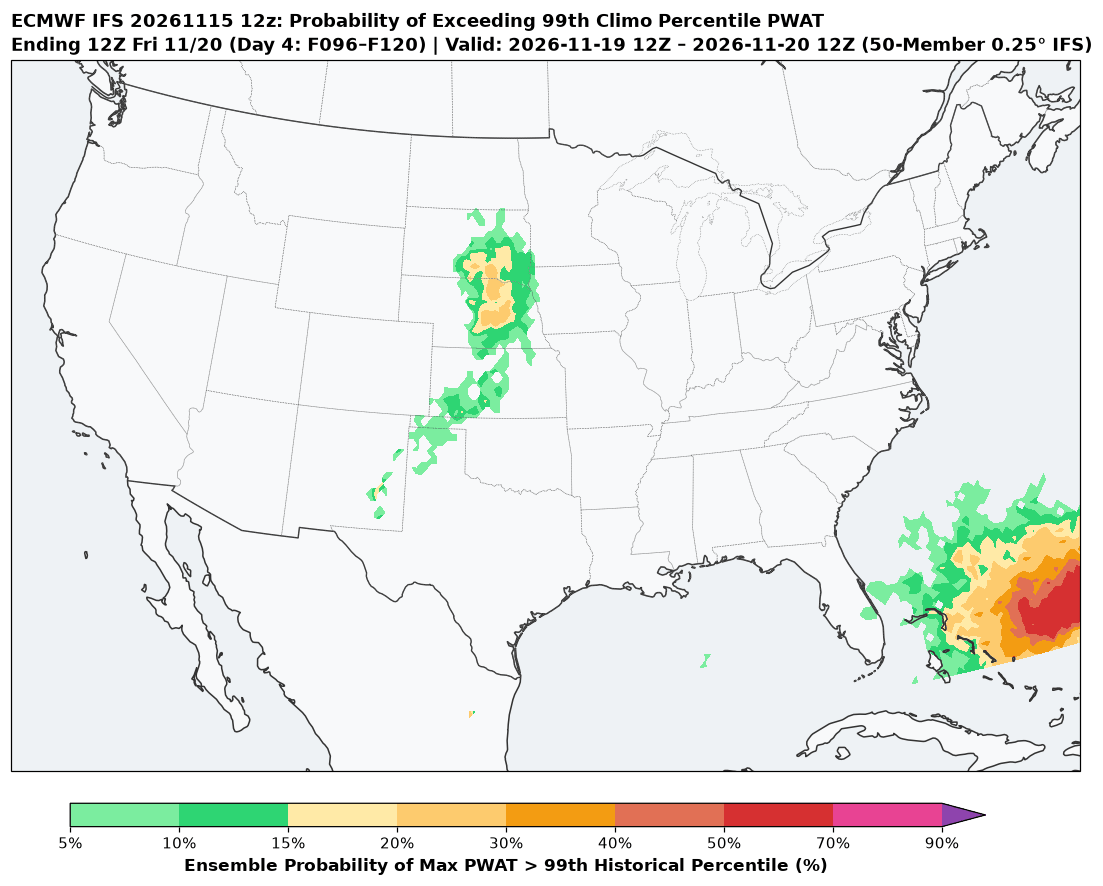 ECMWF IFS 20261115 12z: Probability of Exceeding 99th Climo Percentile PWAT
Ending 12Z Fri 11/20 (Day 4: F096–F120) | Valid: 2026-11-19 12Z – 2026-11-20 12Z (50-Member 0.25° IFS)
5% 10% 15% 20% 30% 40% 50% 70% 90%
Ensemble Probability of Max PWAT > 99th Historical Percentile (%)